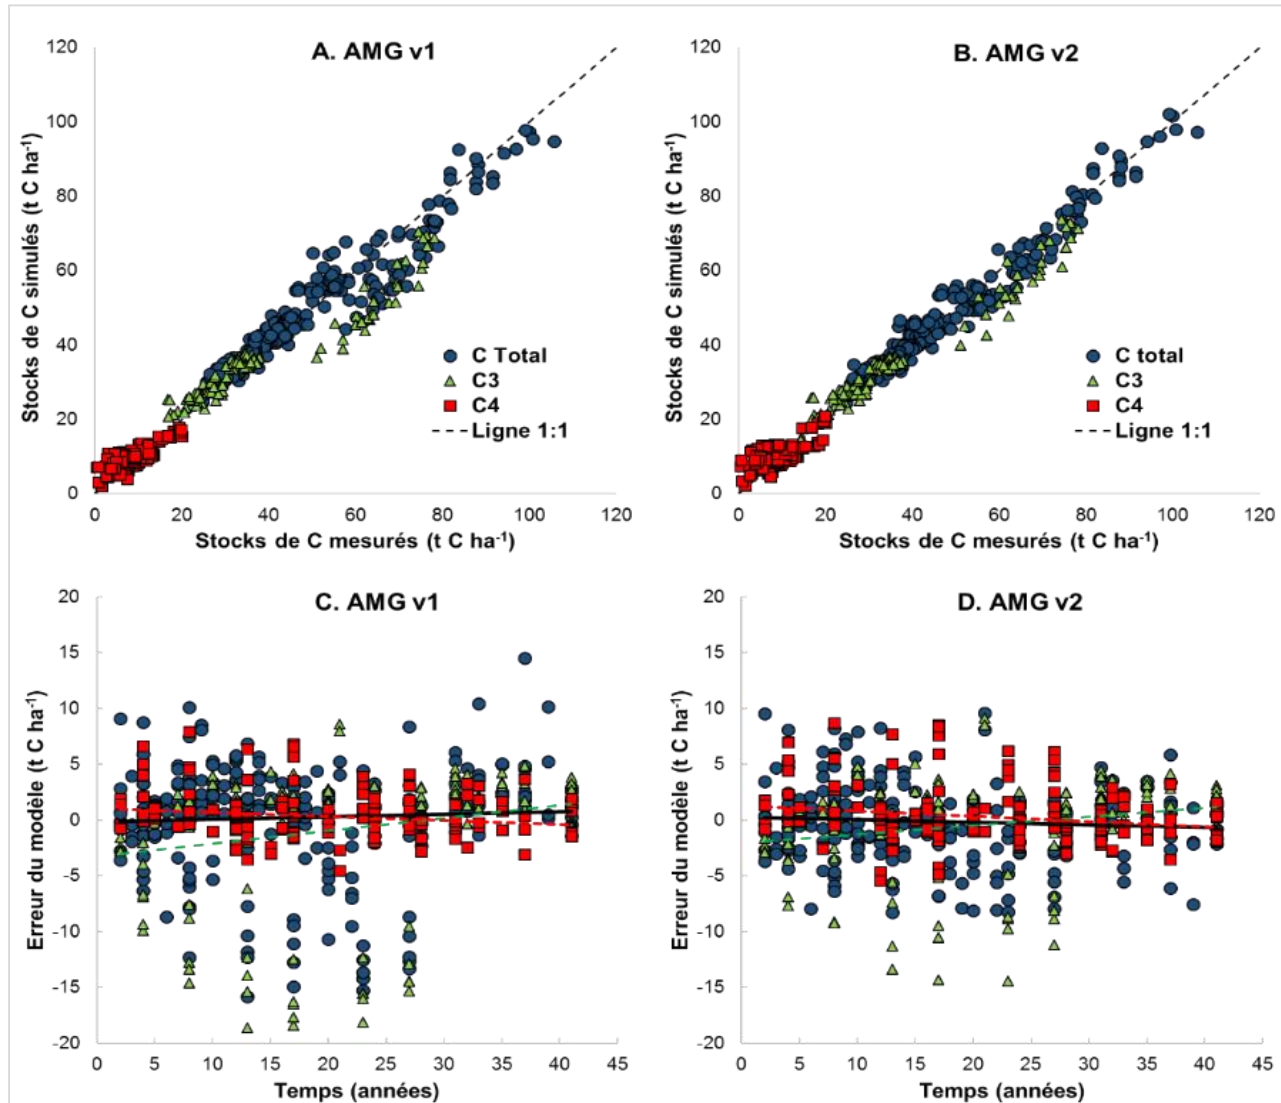 A. AMG v1
120
100
80
60
40
20
0
Stocks de C simulés (t C ha⁻¹)
C Total
C3
C4
Ligne 1:1
0 20 40 60 80 100 120
Stocks de C mesurés (t C ha⁻¹)
B. AMG v2
120
100
80
60
40
20
0
Stocks de C simulés (t C ha⁻¹)
C total
C3
C4
Ligne 1:1
0 20 40 60 80 100 120
Stocks de C mesurés (t C ha⁻¹)
C. AMG v1
20
15
10
5
0
-5
-10
-15
-20
Erreur du modèle (t C ha⁻¹)
0 5 10 15 20 25 30 35 40 45
Temps (années)
D. AMG v2
20
15
10
5
0
-5
-10
-15
-20
Erreur du modèle (t C ha⁻¹)
0 5 10 15 20 25 30 35 40 45
Temps (années)